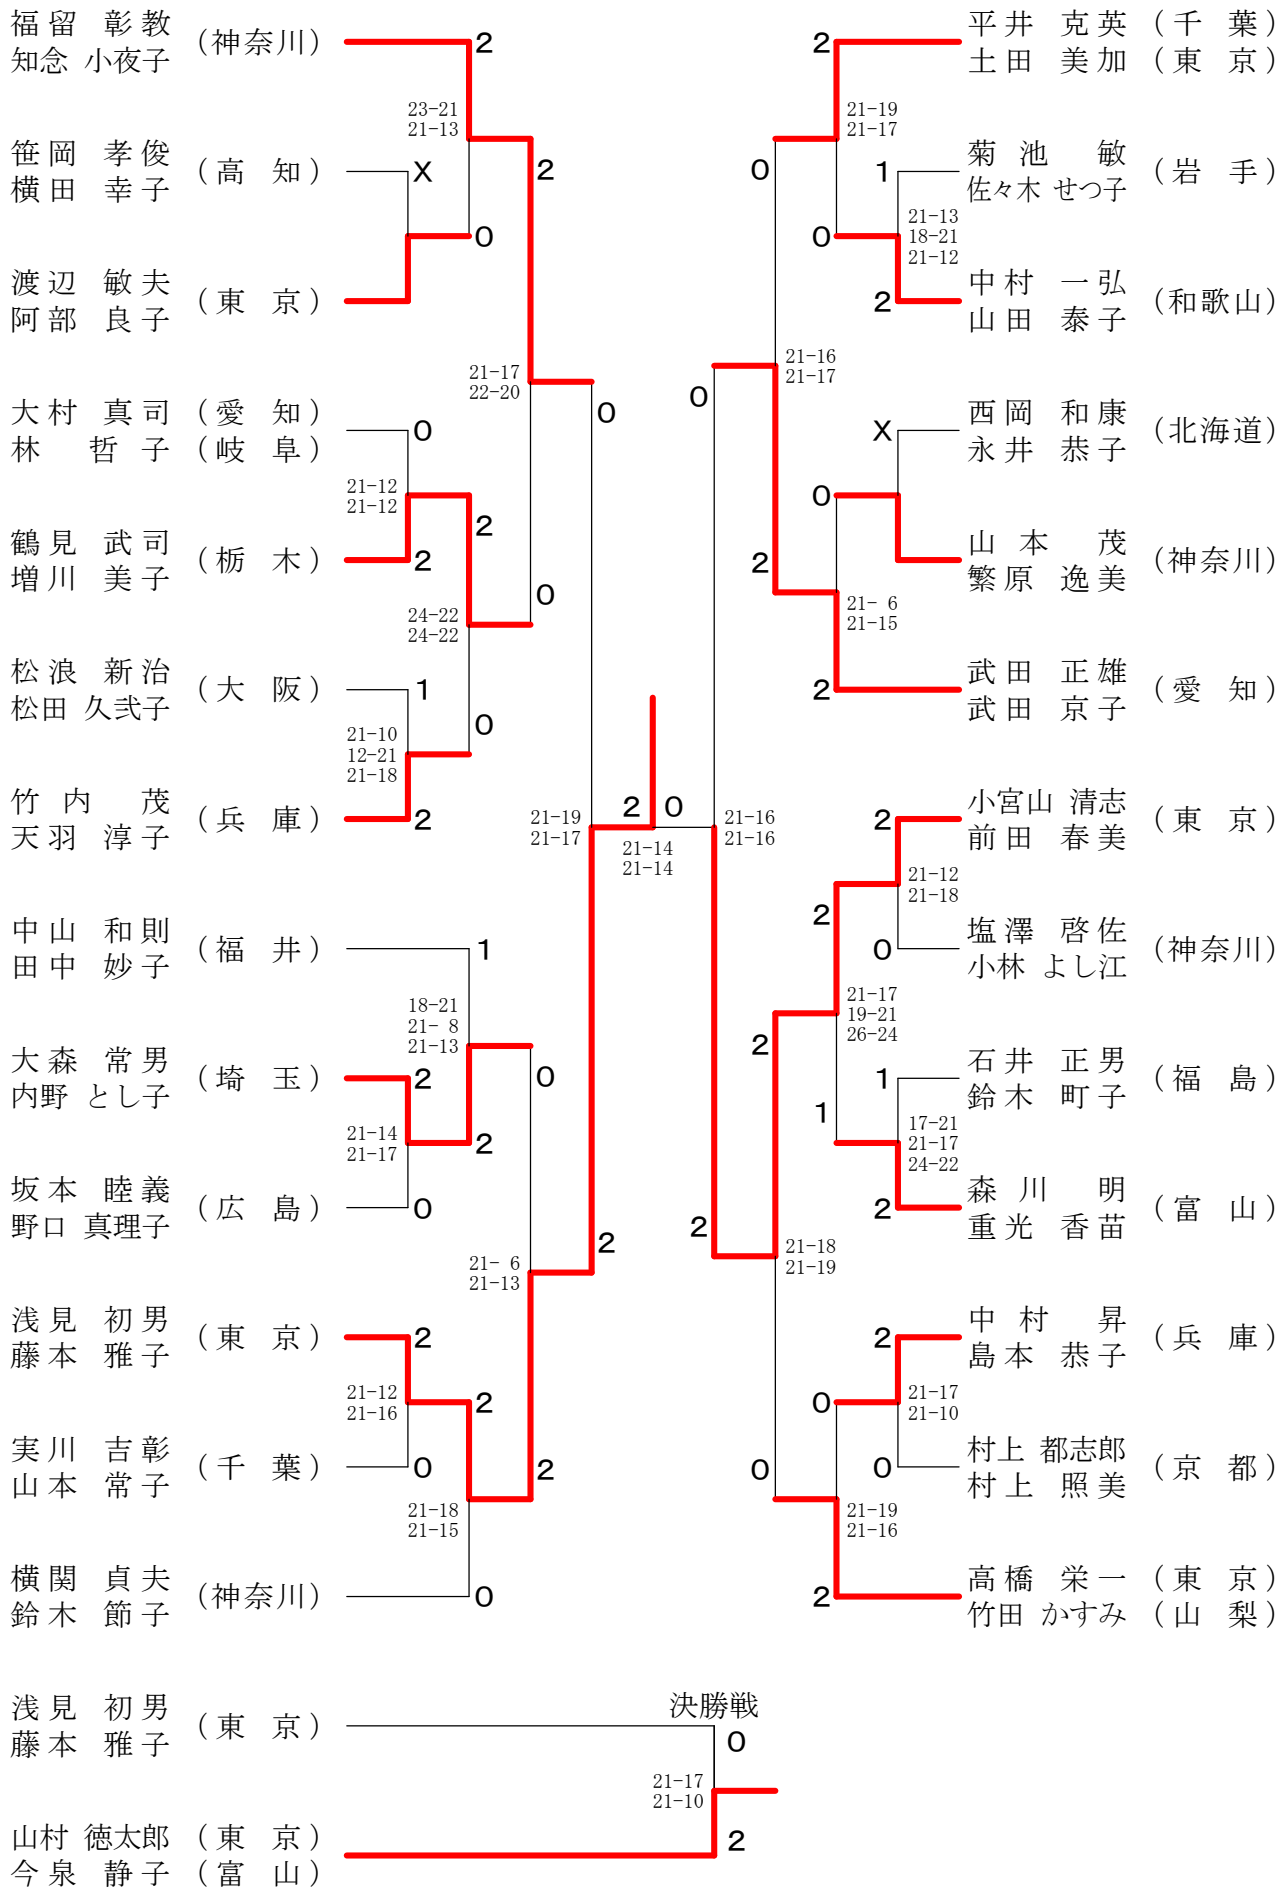 福留 彰教
知念 小夜子
(神奈川)
2
23-21
21-13
笹岡 孝俊
横田 幸子
(高 知)
X
2
0
渡辺 敏夫
阿部 良子
(東 京)
21-17
22-20
大村 真司 (愛 知)
林 哲子 (岐 阜)
0
0
21-12
21-12
2
鶴見 武司
増川 美子
(栃 木)
2
0
24-22
24-22
松浪 新治
松田 久弐子
(大 阪)
1
0
21-10
12-21
21-18
竹内 茂
天羽 淳子
(兵 庫)
2
21-19
21-17
中山 和則
田中 妙子
(福 井)
1
18-21
21- 8
21-13
大森 常男
内野 とし子
(埼 玉)
2
0
21-14
21-17
2
坂本 睦義
野口 真理子
(広 島)
0
2
21- 6
21-13
浅見 初男
藤本 雅子
(東 京)
2
21-12
21-16
2
実川 吉彰
山本 常子
(千 葉)
0
2
21-18
21-15
横関 貞夫
鈴木 節子
(神奈川)
0
2 0
21-14
21-14
2
平井 克英 (千 葉)
土田 美加 (東 京)
21-19
21-17
0
1
菊池 敏
佐々木 せつ子
(岩 手)
21-13
18-21
21-12
0
2
中村 一弘
山田 泰子
(和歌山)
21-16
21-17
0
X
西岡 和康
永井 恭子
(北海道)
0
2
山本 茂
繁原 逸美
(神奈川)
21- 6
21-15
2
武田 正雄
武田 京子
(愛 知)
21-16
21-16
2
小宮山 清志
前田 春美
(東 京)
21-12
21-18
2
0
塩澤 啓佐
小林 よし江
(神奈川)
21-17
19-21
26-24
2
1
石井 正男
鈴木 町子
(福 島)
1
17-21
21-17
24-22
2
森川 明
重光 香苗
(富 山)
2
21-18
21-19
2
中村 昇
島本 恭子
(兵 庫)
0
21-17
21-10
0
0
村上 都志郎
村上 照美
(京 都)
21-19
21-16
2
高橋 栄一 (東 京)
竹田 かすみ (山 梨)
決勝戦
浅見 初男
藤本 雅子
(東 京)
0
21-17
21-10
山村 徳太郎 (東 京)
今泉 静子 (富 山)
2